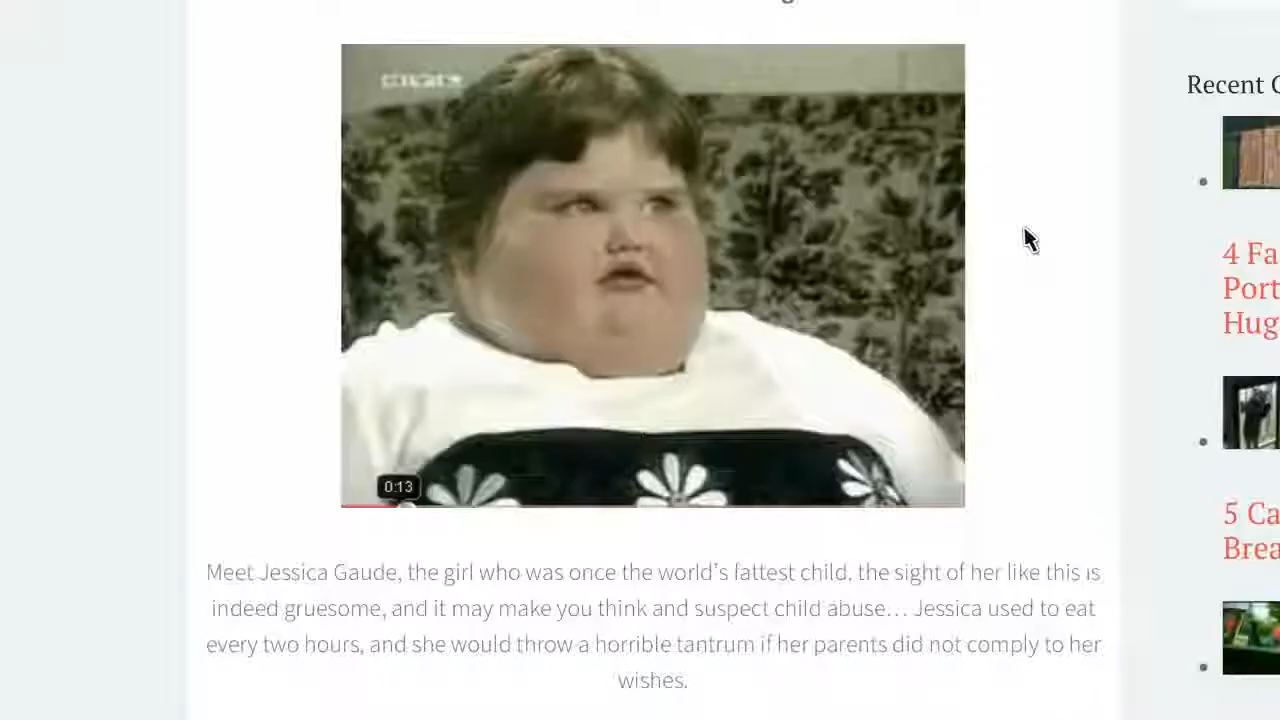 Recent
4 Fa
Port
Hug
0:13
5 Ca
Brea
Meet Jessica Gaude, the girl who was once the world's fattest child. the sight of her like this is
indeed gruesome, and it may make you think and suspect child abuse... Jessica used to eat
every two hours, and she would throw a horrible tantrum if her parents did not comply to her
wishes.